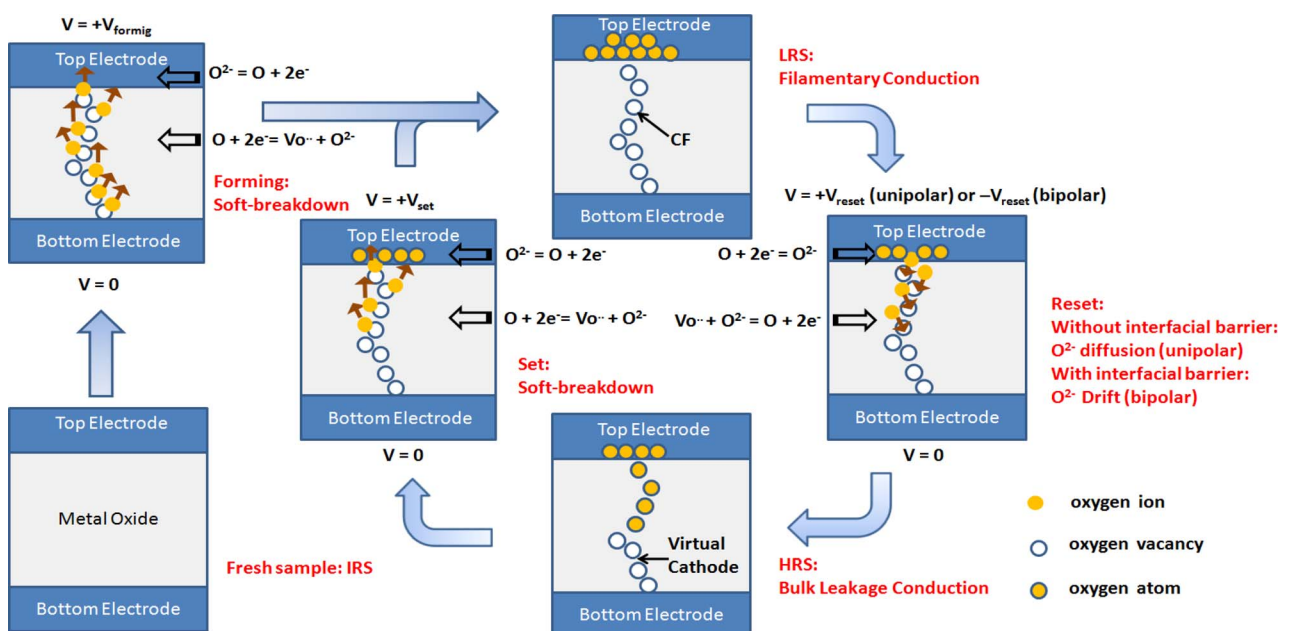 V = +Vformig
Top Electrode
O²⁻ = O + 2e⁻
O + 2e⁻= Vo·· + O²⁻
Forming:
Soft-breakdown
Bottom Electrode
V = 0
Top Electrode
CF
Bottom Electrode
LRS:
Filamentary Conduction
V = +Vset
Top Electrode
O²⁻ = O + 2e⁻
O + 2e⁻= Vo·· + O²⁻
Set:
Soft-breakdown
Bottom Electrode
V = 0
V = +Vreset (unipolar) or –Vreset (bipolar)
Top Electrode
O + 2e⁻ = O²⁻
Vo·· + O²⁻ = O + 2e⁻
Bottom Electrode
V = 0
Reset:
Without interfacial barrier:
O²⁻ diffusion (unipolar)
With interfacial barrier:
O²⁻ Drift (bipolar)
Top Electrode
Metal Oxide
Bottom Electrode
Fresh sample: IRS
Top Electrode
Virtual
Cathode
Bottom Electrode
HRS:
Bulk Leakage Conduction
oxygen ion
oxygen vacancy
oxygen atom